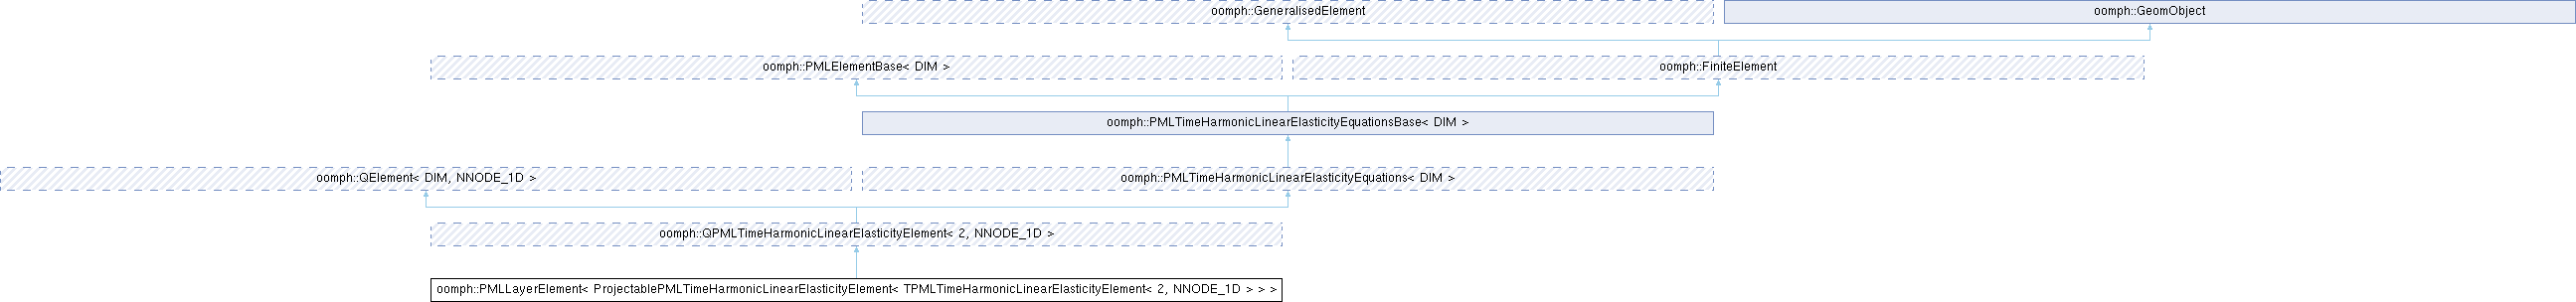 oomph::GeneralisedElement
oomph::GeomObject
oomph::PMLElementBase< DIM >
oomph::FiniteElement
oomph::PMLTimeHarmonicLinearElasticityEquationsBase< DIM >
oomph::QElement< DIM, NNODE_1D >
oomph::PMLTimeHarmonicLinearElasticityEquations< DIM >
oomph::QPMLTimeHarmonicLinearElasticityElement< 2, NNODE_1D >
oomph::PMLLayerElement< ProjectablePMLTimeHarmonicLinearElasticityElement< TPMLTimeHarmonicLinearElasticityElement< 2, NNODE_1D > > >